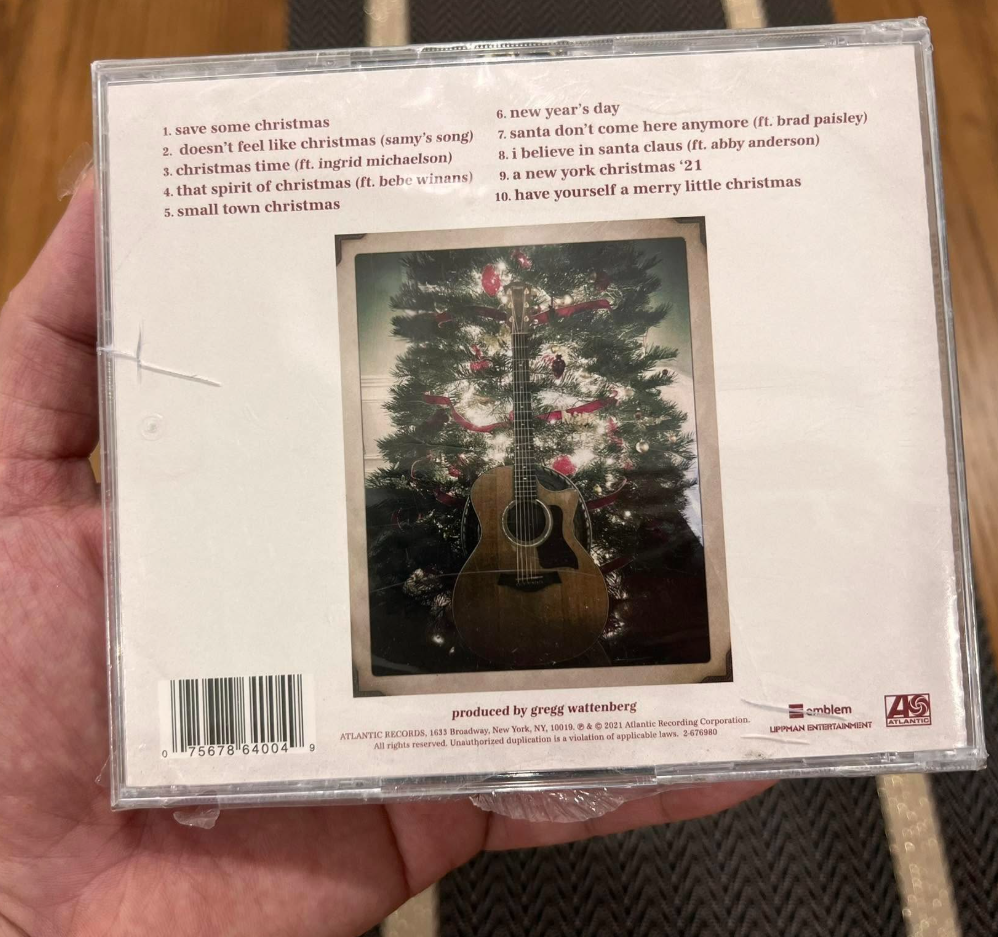 1. save some christmas
2. doesn't feel like christmas (samy's song)
3. christmas time (ft. ingrid michaelson)
4. that spirit of christmas (ft. bebe winans)
5. small town christmas
6. new year's day
7. santa don't come here anymore (ft. brad paisley)
8. i believe in santa claus (ft. abby anderson)
9. a new york christmas ‘21
10. have yourself a merry little christmas
produced by gregg wattenberg
ATLANTIC RECORDS, 1633 Broadway, New York, NY, 10019. ℗ & © 2021 Atlantic Recording Corporation.
All rights reserved. Unauthorized duplication is a violation of applicable laws. 2-676980
0 75678 64004 9
emblem
LIPPMAN ENTERTAINMENT
ATLANTIC